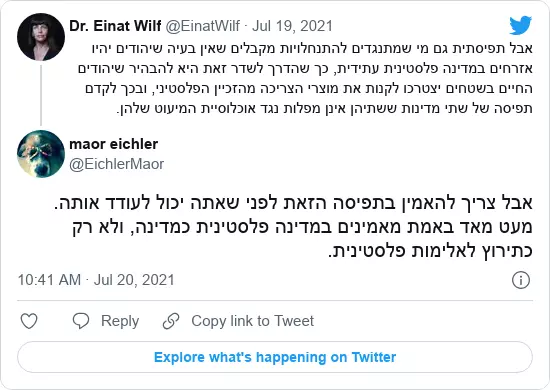 Dr. Einat Wilf @EinatWilf · Jul 19, 2021
אבל תפיסתית גם מי שמתנגדים להתנחלויות מקבלים שאין בעיה שיהודים יהיו
אזרחים במדינה פלסטינית עתידית, כך שהדרך לשדר זאת היא להבהיר שיהודים
החיים בשטחים יצטרכו לקנות את מוצרי הצריכה מהזכיין הפלסטיני, ובכך לקדם
תפיסה של שתי מדינות ששתיהן אינן מפלות נגד אוכלוסיית המיעוט שלהן.
maor eichler
@EichlerMaor
אבל צריך להאמין בתפיסה הזאת לפני שאתה יכול לעודד אותה.
מעט מאד באמת מאמינים במדינה פלסטינית כמדינה, ולא רק
כתירוץ לאלימות פלסטינית.
10:41 AM · Jul 20, 2021
Reply
Copy link to Tweet
Explore what's happening on Twitter